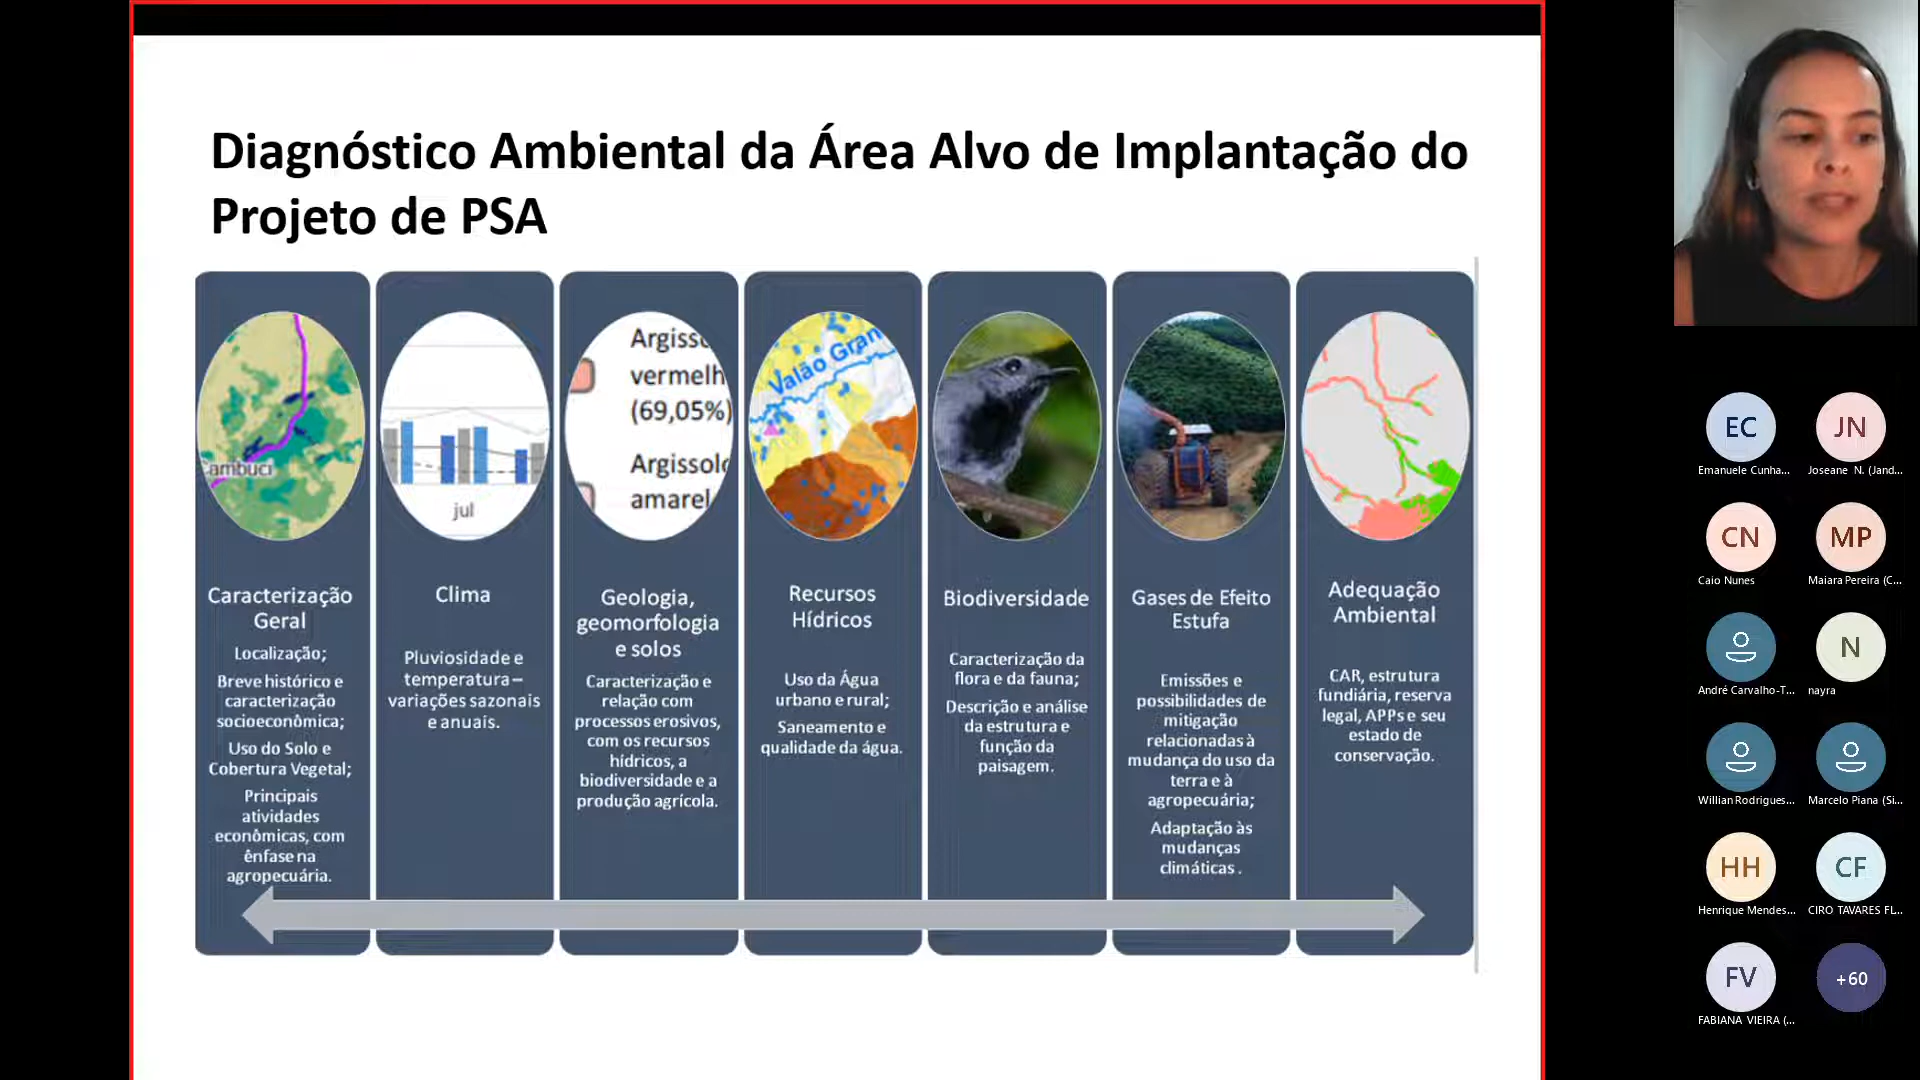 Diagnóstico Ambiental da Área Alvo de Implantação do
Projeto de PSA
ambuci
Caracterização
Geral
Localização;
Breve histórico e
caracterização
socioeconômica;
Uso do Solo e
Cobertura Vegetal;
Principais
atividades
econômicas, com
ênfase na
agropecuária.
jul
Clima
Pluviosidade e
temperatura –
variações sazonais
e anuais.
Argisso
vermelh
(69,05%)
Argissolo
amarel
Geologia,
geomorfologia
e solos
Caracterização e
relação com
processos erosivos,
com os recursos
hídricos, a
biodiversidade e a
produção agrícola.
Valão Gran
Recursos
Hídricos
Uso da Água
urbano e rural;
Saneamento e
qualidade da água.
Biodiversidade
Caracterização da
flora e da fauna;
Descrição e análise
da estrutura e
função da
paisagem.
Gases de Efeito
Estufa
Emissões e
possibilidades de
mitigação
relacionadas à
mudança do uso da
terra e à
agropecuária;
Adaptação às
mudanças
climáticas .
Adequação
Ambiental
CAR, estrutura
fundiária, reserva
legal, APPs e seu
estado de
conservação.
EC
Emanuele Cunha...
JN
Joseane N. (Jand...
CN
Caio Nunes
MP
Maiara Pereira (C...
André Carvalho-T...
N
nayra
Willian Rodrigues...
Marcelo Piana (Si...
HH
Henrique Mendes...
CF
CIRO TAVARES FL...
FV
FABIANA VIEIRA (...
+60